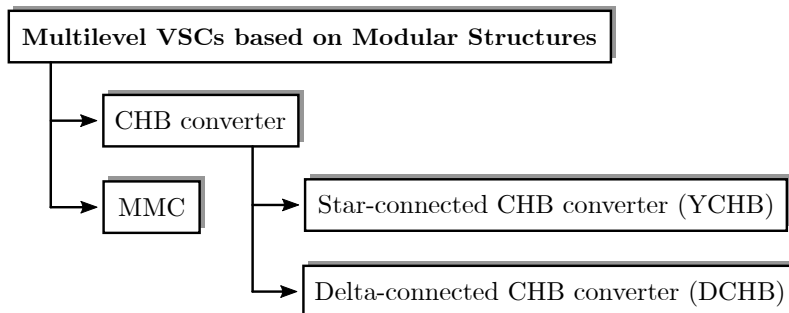 Multilevel VSCs based on Modular Structures
CHB converter
MMC
Star-connected CHB converter (YCHB)
Delta-connected CHB converter (DCHB)